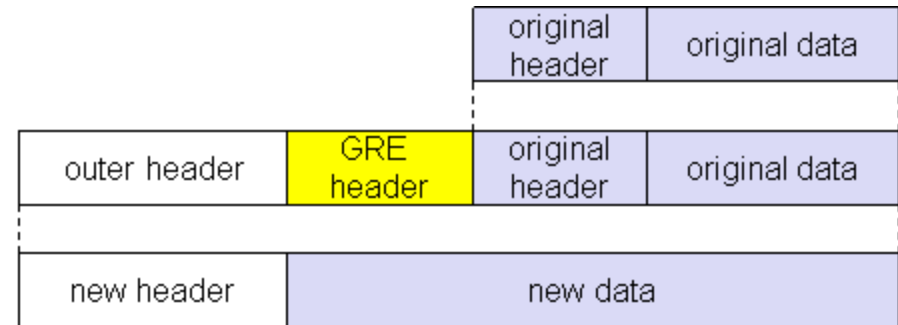 original
header
original data
outer header
GRE
header
original
header
original data
new header
new data